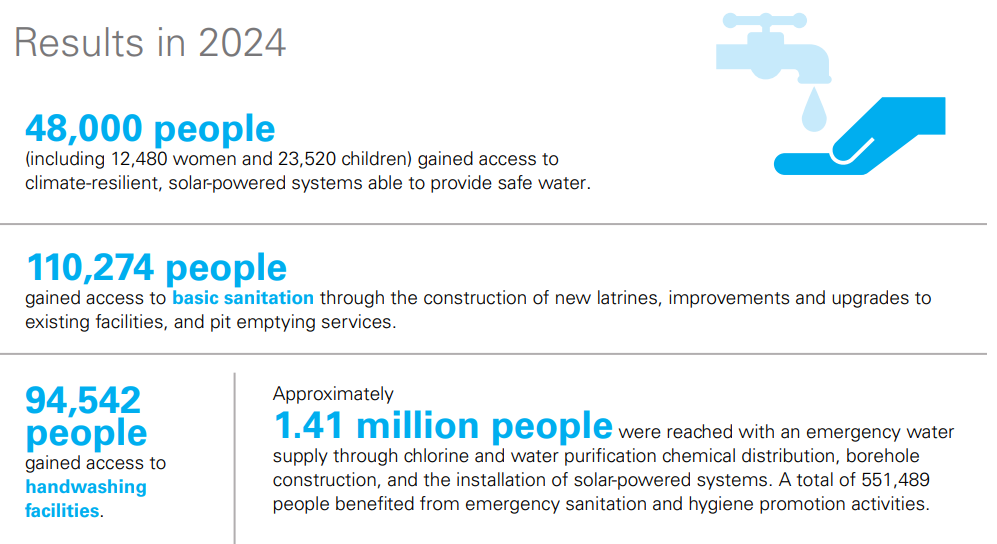 Results in 2024
48,000 people
(including 12,480 women and 23,520 children) gained access to
climate-resilient, solar-powered systems able to provide safe water.
110,274 people
gained access to basic sanitation through the construction of new latrines, improvements and upgrades to
existing facilities, and pit emptying services.
94,542
people
gained access to
handwashing
facilities.
Approximately
1.41 million people were reached with an emergency water
supply through chlorine and water purification chemical distribution, borehole
construction, and the installation of solar-powered systems. A total of 551,489
people benefited from emergency sanitation and hygiene promotion activities.